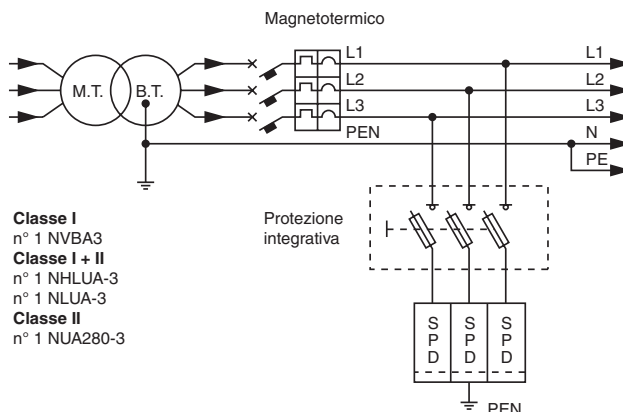 Magnetotermico
L1
L1
M.T.
B.T.
L2
L2
L3
L3
PEN
N
PE
Classe I
n° 1 NVBA3
Classe I + II
n° 1 NHLUA-3
n° 1 NLUA-3
Classe II
n° 1 NUA280-3
Protezione
integrativa
SPD
SPD
SPD
PEN